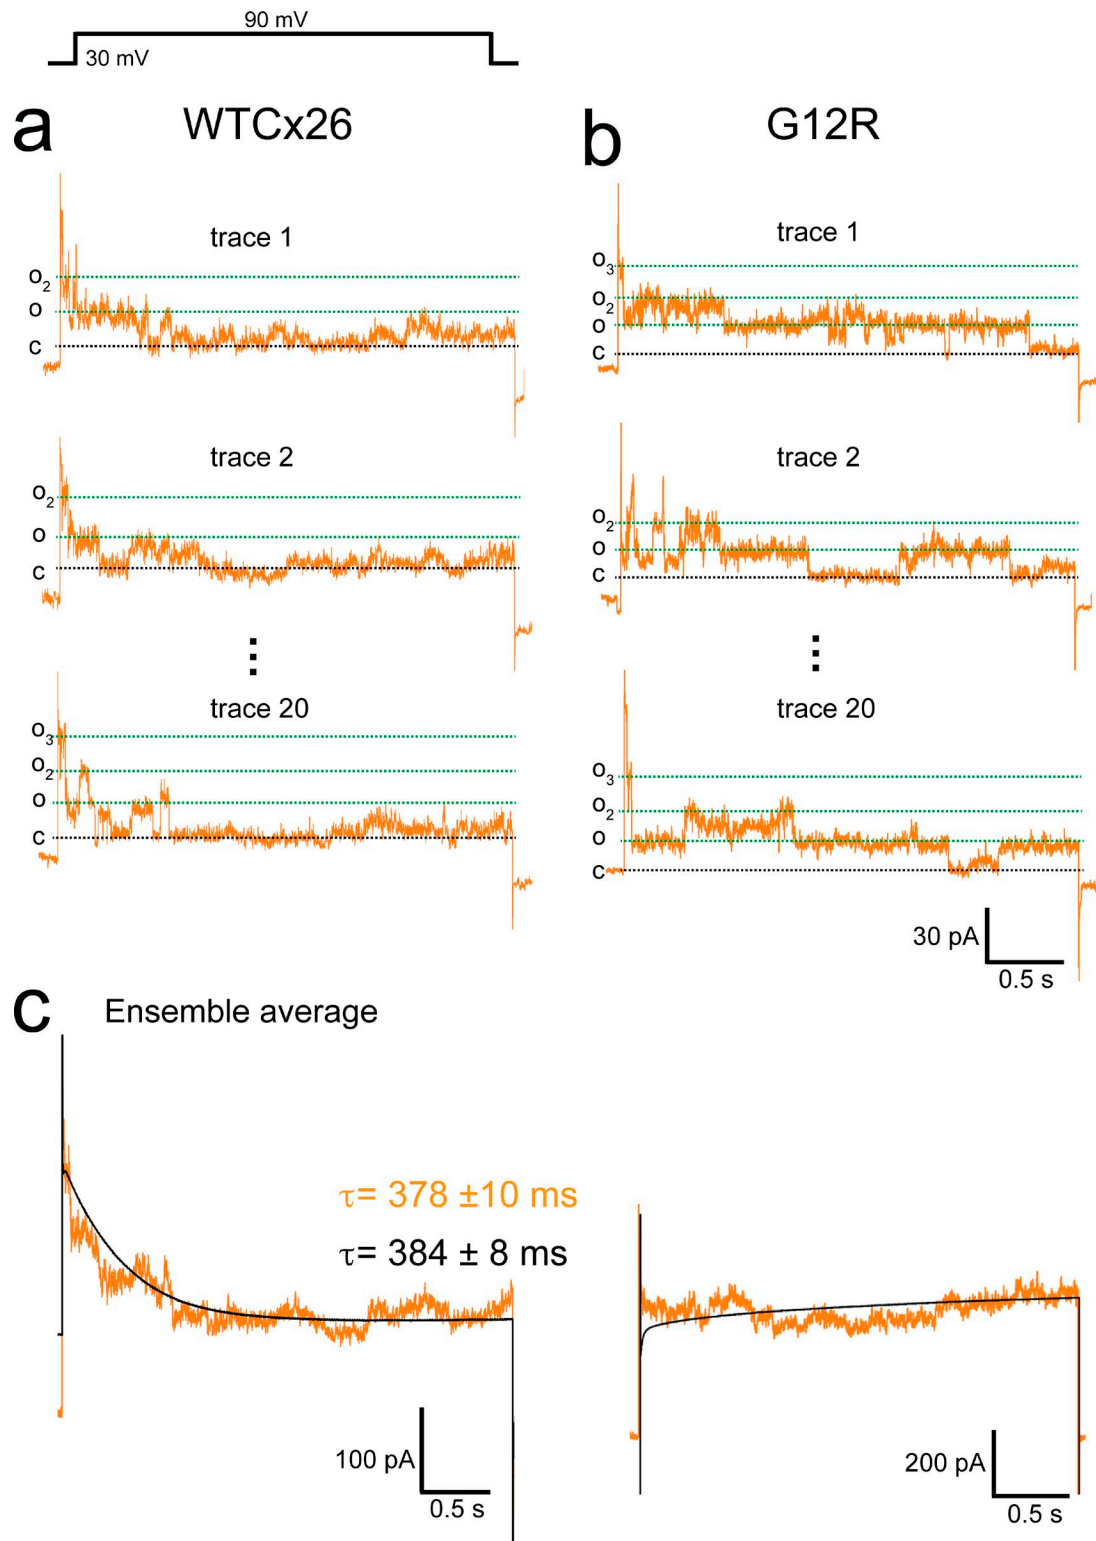 90 mV
30 mV
a WTCx26
b G12R
trace 1
o2
o
c
trace 1
o3
o2
o
c
trace 2
o2
o
c
trace 2
o2
o
c
trace 20
o3
o2
o
c
trace 20
o3
o2
o
c
30 pA
0.5 s
c Ensemble average
τ= 378 ±10 ms
τ= 384 ± 8 ms
100 pA
0.5 s
200 pA
0.5 s